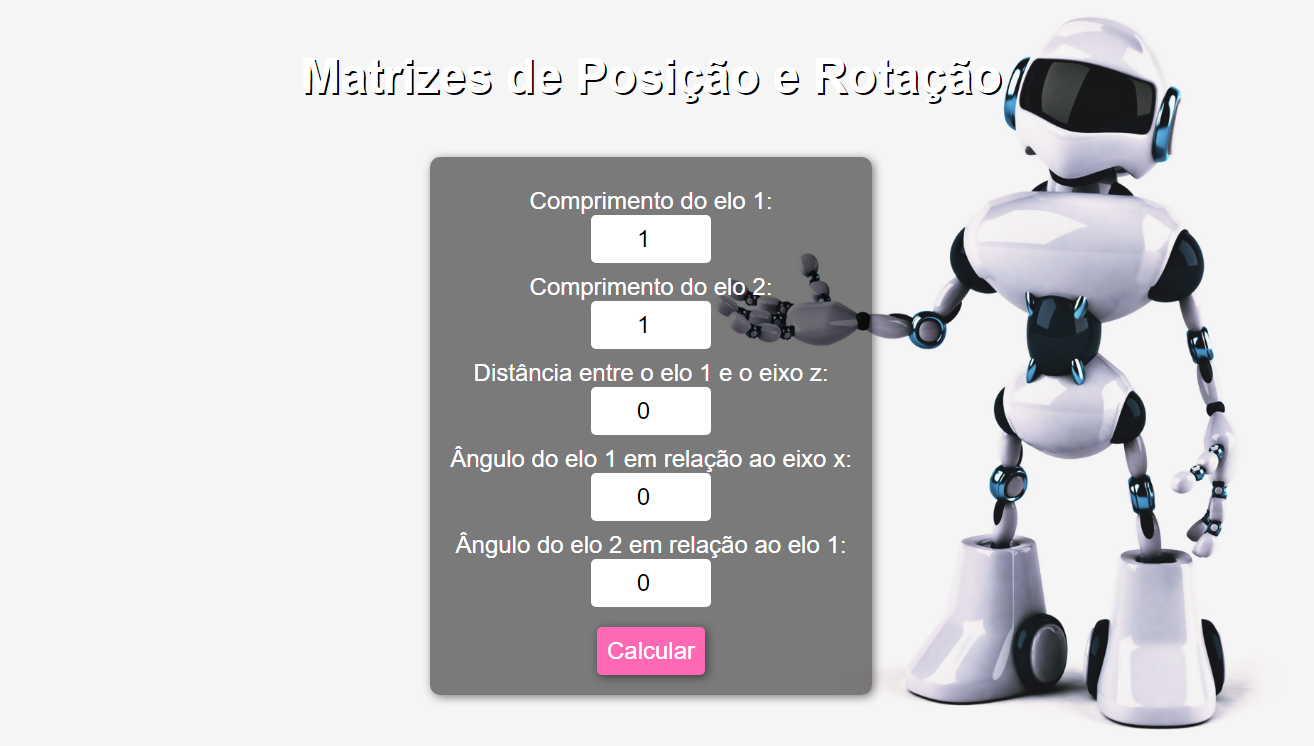 Matrizes de Posição e Rotação
Comprimento do elo 1:
1
Comprimento do elo 2:
1
Distância entre o elo 1 e o eixo z:
0
Ângulo do elo 1 em relação ao eixo x:
0
Ângulo do elo 2 em relação ao elo 1:
0
Calcular